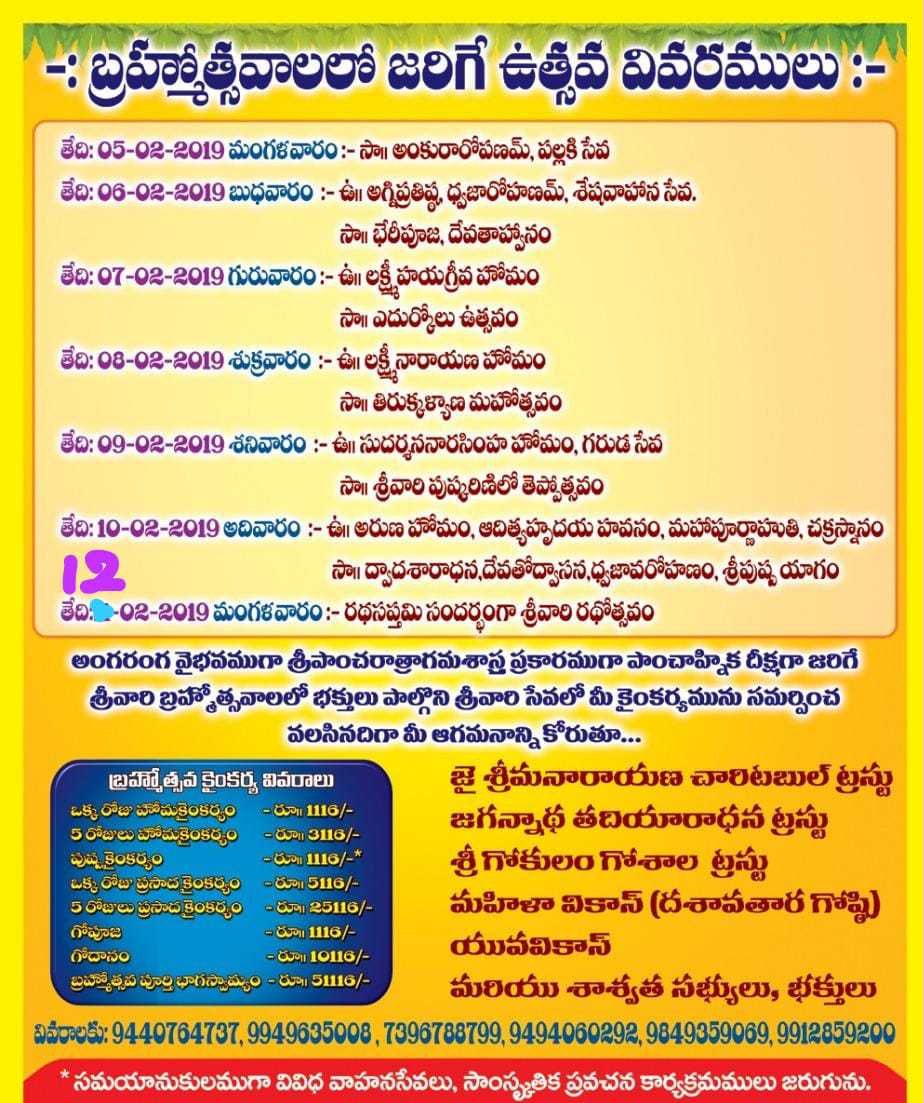 -: బ్రహ్మోత్సవాలలో జరిగే ఉత్సవ వివరములు :-
తేది: 05-02-2019 మంగళవారం :- సా॥ అంకురారోపణమ్, పల్లకి సేవ
తేది: 06-02-2019 బుధవారం :- ఉ॥ అగ్నిప్రతిష్ఠ, ధ్వజారోహణమ్, శేషవాహన సేవ.
సా॥ భేరీపూజ, దేవతాహ్వానం
తేది: 07-02-2019 గురువారం :- ఉ॥ లక్ష్మీహయగ్రీవ హోమం
సా॥ ఎదుర్కోలు ఉత్సవం
తేది: 08-02-2019 శుక్రవారం :- ఉ॥ లక్ష్మీనారాయణ హోమం
సా॥ తిరుక్కళ్యాణ మహోత్సవం
తేది: 09-02-2019 శనివారం :- ఉ॥ సుదర్శననారసింహ హోమం, గరుడ సేవ
సా॥ శ్రీవారి పుష్కరిణిలో తెప్పోత్సవం
తేది: 10-02-2019 అదివారం :- ఉ॥ అరుణ హోమం, ఆదిత్యహృదయ హవనం, మహాపూర్ణాహుతి, చక్రస్నానం
సా॥ ద్వాదశారాధన,దేవతోద్వాసన,ధ్వజావరోహణం, శ్రీపుష్ప యాగం
12
తేది: -02-2019 మంగళవారం :- రథసప్తమి సందర్భంగా శ్రీవారి రథోత్సవం
అంగరంగ వైభవముగా శ్రీపాంచరాత్రాగమశాస్త్ర ప్రకారముగా పాంచాహ్నిక దీక్షగా జరిగే
శ్రీవారి బ్రహ్మోత్సవాలలో భక్తులు పాల్గొని శ్రీవారి సేవలో మీ కైంకర్యమును సమర్పించ
వలసినదిగా మీ ఆగమనాన్ని కోరుతూ...
బ్రహ్మోత్సవ కైంకర్య వివరాలు
ఒక్క రోజు హోమకైంకర్యం - రూ॥ 1116/-
5 రోజులు హోమకైంకర్యం - రూ॥ 3116/-
పుష్పకైంకర్యం - రూ॥ 1116/-*
ఒక్క రోజు ప్రసాద కైంకర్యం - రూ॥ 5116/-
5 రోజులు ప్రసాద కైంకర్యం - రూ॥ 25116/-
గోపూజ - రూ॥ 1116/-
గోదానం - రూ॥ 10116/-
బ్రహ్మోత్సవ పూర్తి భాగస్వామ్యం - రూ॥ 51116/-
జై శ్రీమనారాయణ చారిటబుల్ ట్రస్టు
జగన్నాథ తదియారాధన ట్రస్టు
శ్రీ గోకులం గోశాల ట్రస్టు
మహిళా వికాస్ (దశావతార గోష్ఠి)
యువవికాస్
మరియు శాశ్వత సభ్యులు, భక్తులు
వివరాలకు: 9440764737, 9949635008 , 7396788799, 9494060292, 9849359069, 9912859200
* సమయానుకులముగా వివిధ వాహనసేవలు, సాంస్కృతిక ప్రవచన కార్యక్రమములు జరుగును.